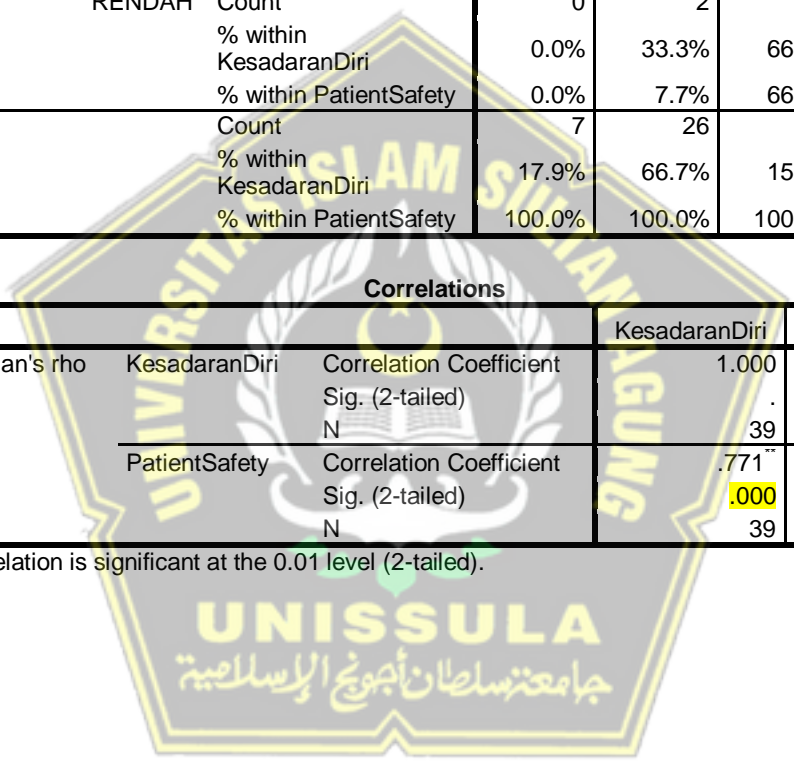 RENDAH Count 0 2
% within KesadaranDiri 0.0% 33.3% 66
% within PatientSafety 0.0% 7.7% 66
Count 7 26
% within KesadaranDiri 17.9% 66.7% 15
% within PatientSafety 100.0% 100.0% 100
Correlations
KesadaranDiri
an's rho KesadaranDiri Correlation Coefficient 1.000
Sig. (2-tailed) .
N 39
PatientSafety Correlation Coefficient .771**
Sig. (2-tailed) .000
N 39
elation is significant at the 0.01 level (2-tailed).
UNIVERSITAS ISLAM SULTAN AGUNG
UNISSULA
جامعة سلطان أجونج الإسلامية